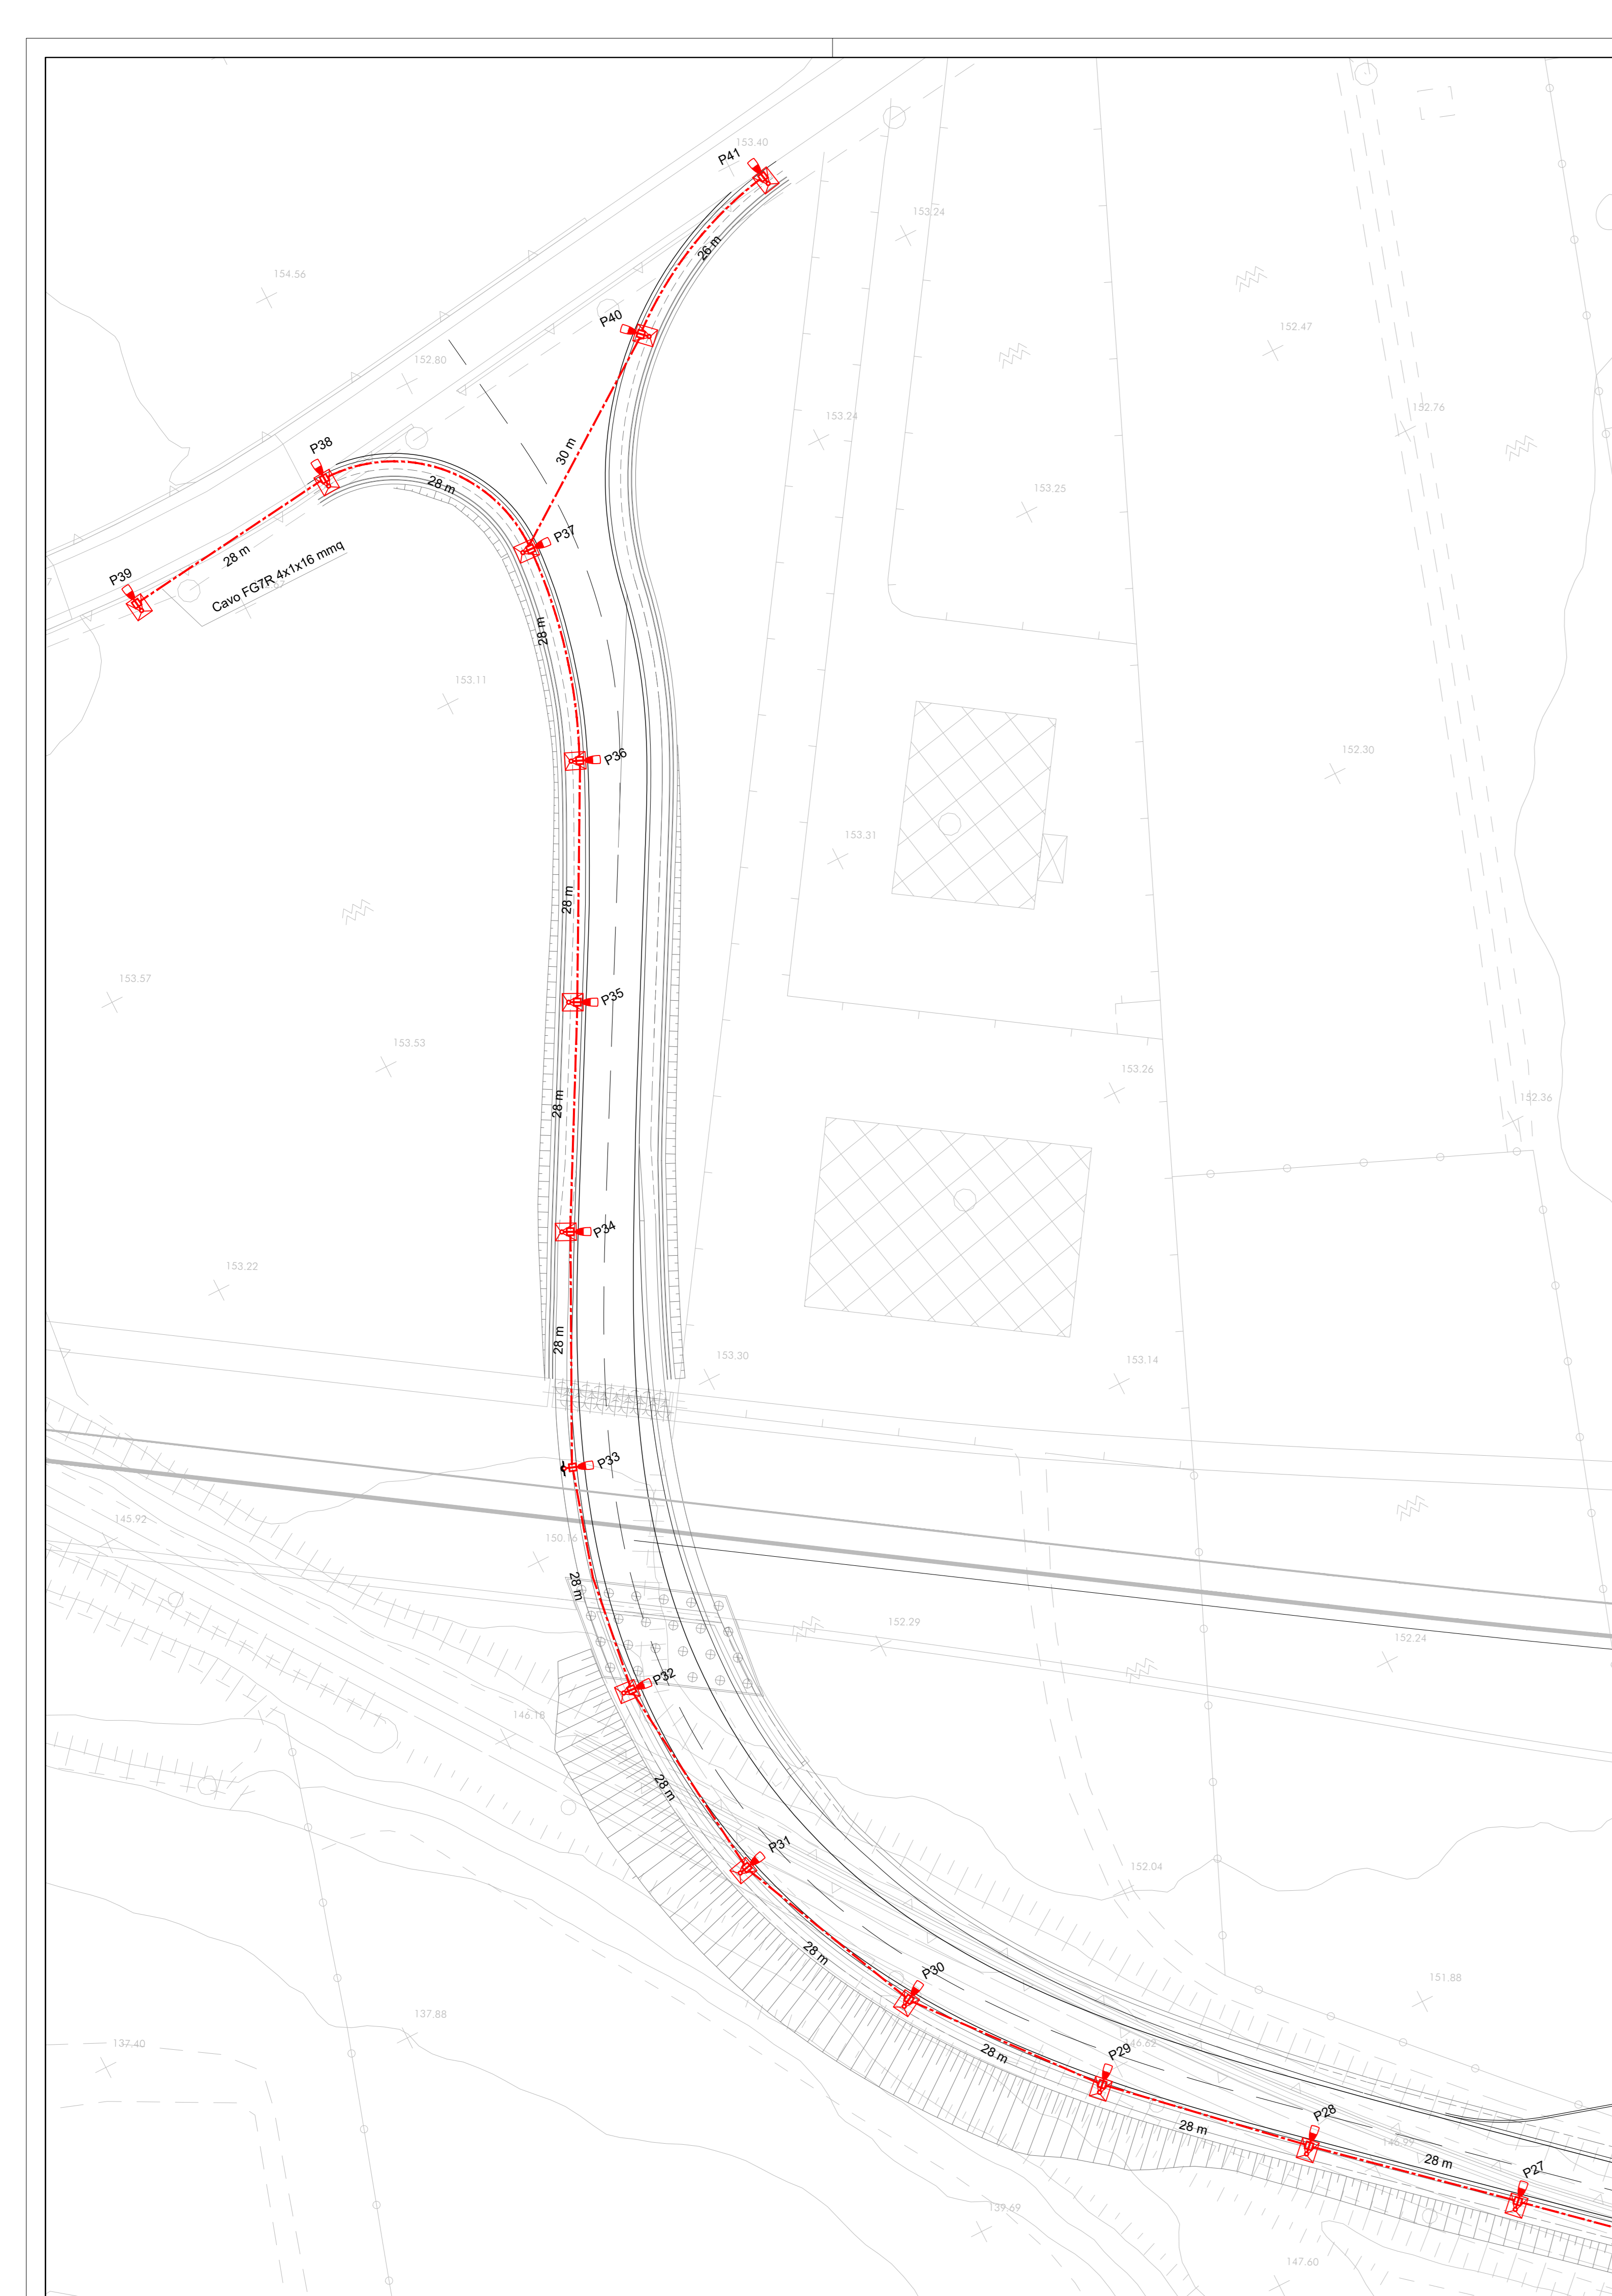 153.40
P41
153.24
26 m
154.56
P40
152.47
152.80
152.76
153.24
P38
30 m
28 m
153.25
P37
28 m
Cavo FG7R 4x1x16 mmq
P39
28 m
153.11
P36
152.30
153.31
28 m
153.57
P35
153.53
153.26
28 m
152.36
P34
153.22
28 m
153.30
153.14
P33
145.92
150.16
28 m
152.29
152.24
P32
146.18
28 m
P31
152.04
28 m
P30
151.88
137.88
137.40
28 m
P29
146.62
P28
28 m
28 m
P27
139.69
147.60